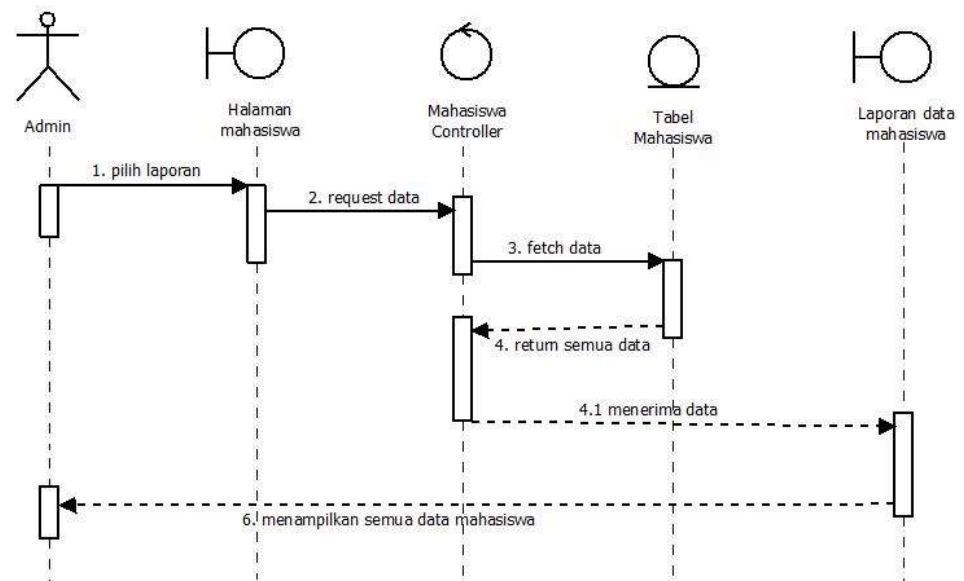 Admin
Halaman
mahasiswa
Mahasiswa
Controller
Tabel
Mahasiswa
Laporan data
mahasiswa
1. pilih laporan
2. request data
3. fetch data
4. return semua data
4.1 menerima data
6. menampilkan semua data mahasiswa